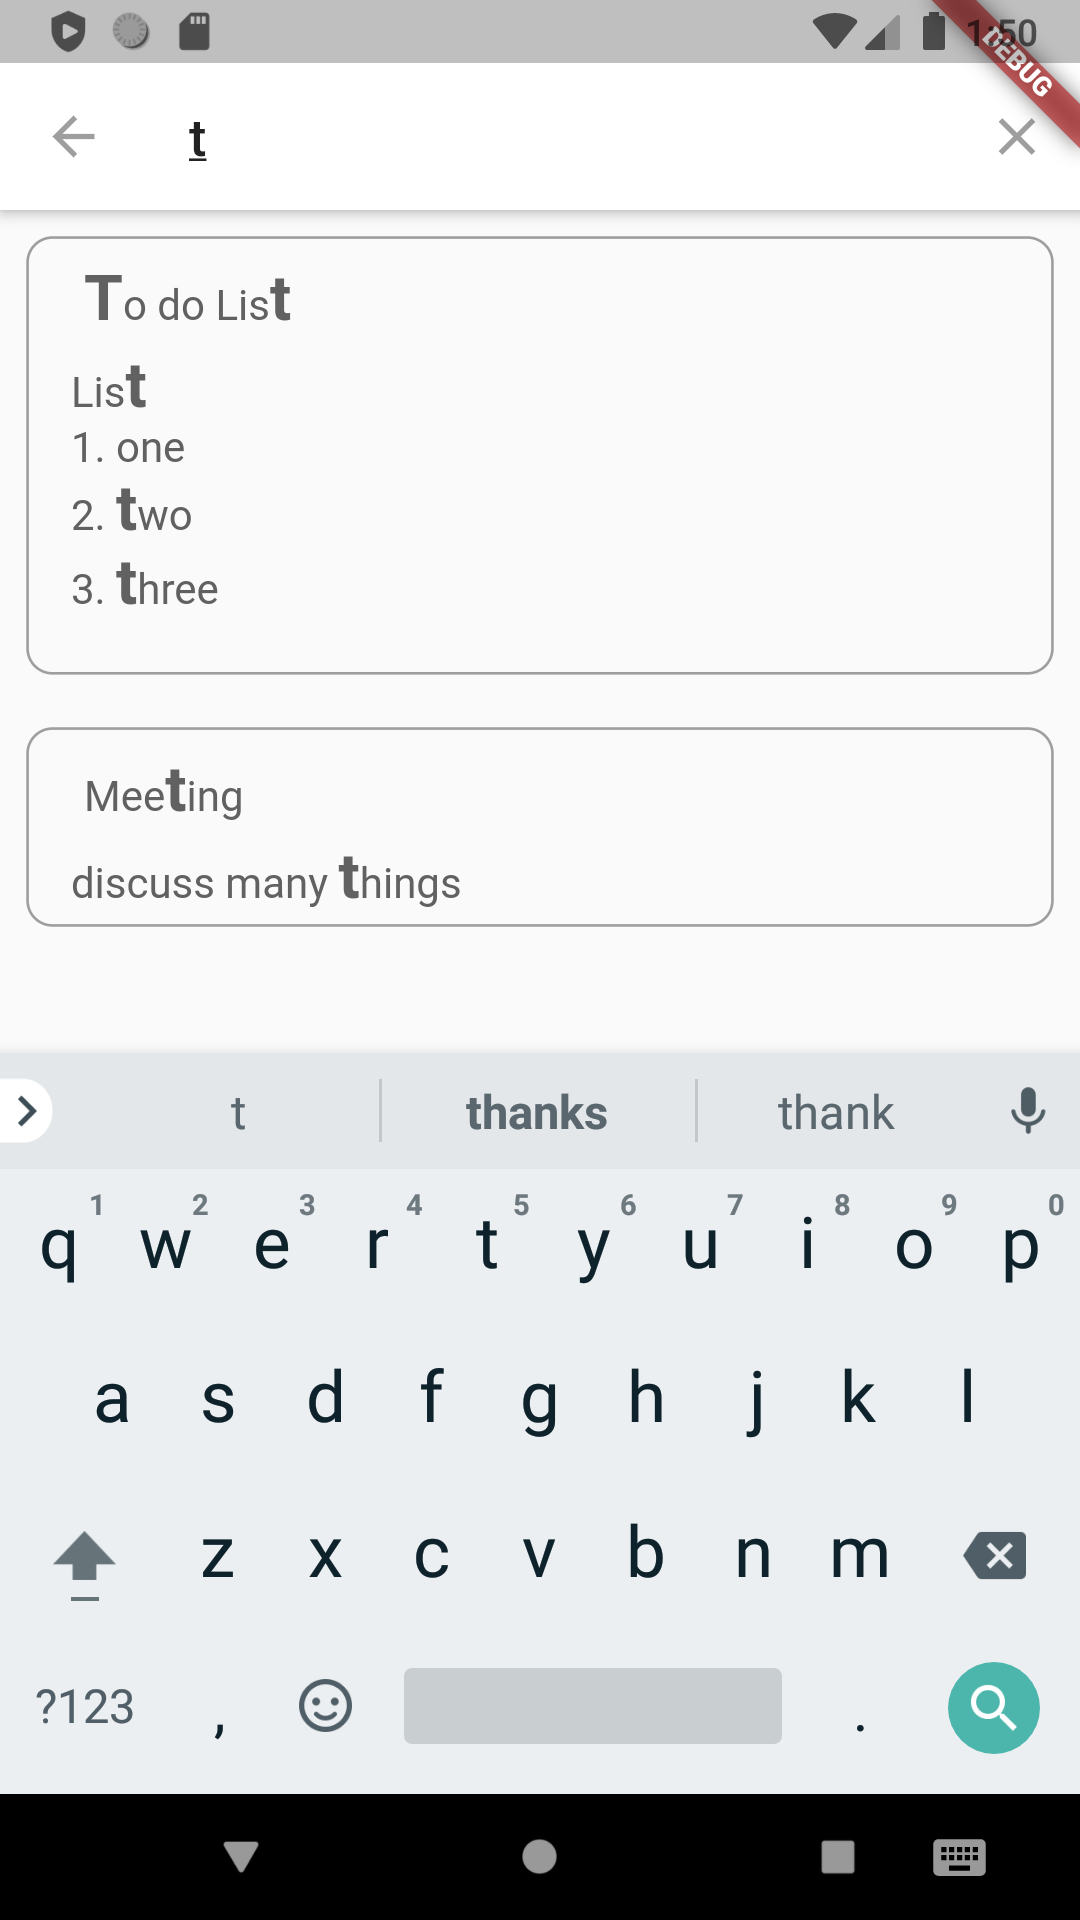 1:50
DEBUG
t
To do List
List
1. one
2. two
3. three
Meeting
discuss many things
t thanks thank
1 2 3 4 5 6 7 8 9 0
q w e r t y u i o p
a s d f g h j k l
z x c v b n m
?123 , .